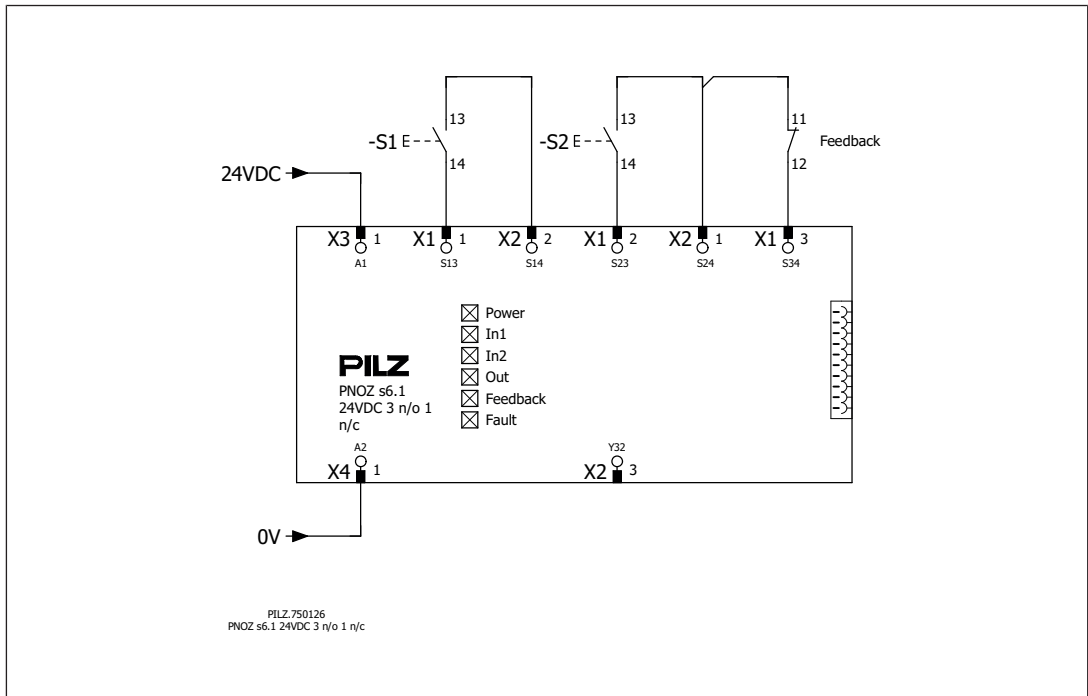 13
13
11
-S1
-S2
Feedback
14
14
12
24VDC
X3 1
X1 1
X2 2
X1 2
X2 1
X1 3
A1
S13
S14
S23
S24
S34
Power
In1
In2
Out
Feedback
Fault
PILZ
PNOZ s6.1
24VDC 3 n/o 1
n/c
A2
X4 1
Y32
X2 3
0V
PILZ.750126
PNOZ s6.1 24VDC 3 n/o 1 n/c